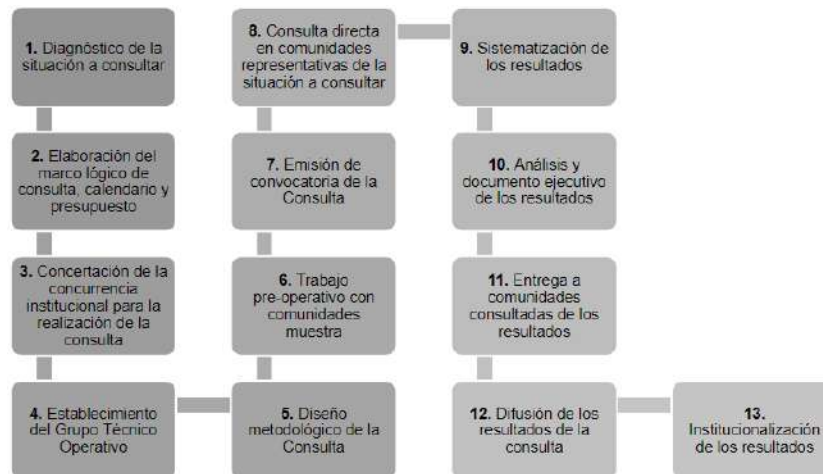 1. Diagnóstico de la
situación a consultar
2. Elaboración del
marco lógico de
consulta, calendario y
presupuesto
3. Concertación de la
concurrencia
institucional para la
realización de la
consulta
4. Establecimiento
del Grupo Técnico
Operativo
5. Diseño
metodológico de la
Consulta
6. Trabajo
pre-operativo con
comunidades
muestra
7. Emisión de
convocatoria de la
Consulta
8. Consulta directa
en comunidades
representativas de la
situación a consultar
9. Sistematización de
los resultados
10. Análisis y
documento ejecutivo
de los resultados
11. Entrega a
comunidades
consultadas de los
resultados
12. Difusión de los
resultados de la
consulta
13.
Institucionalización
de los resultados